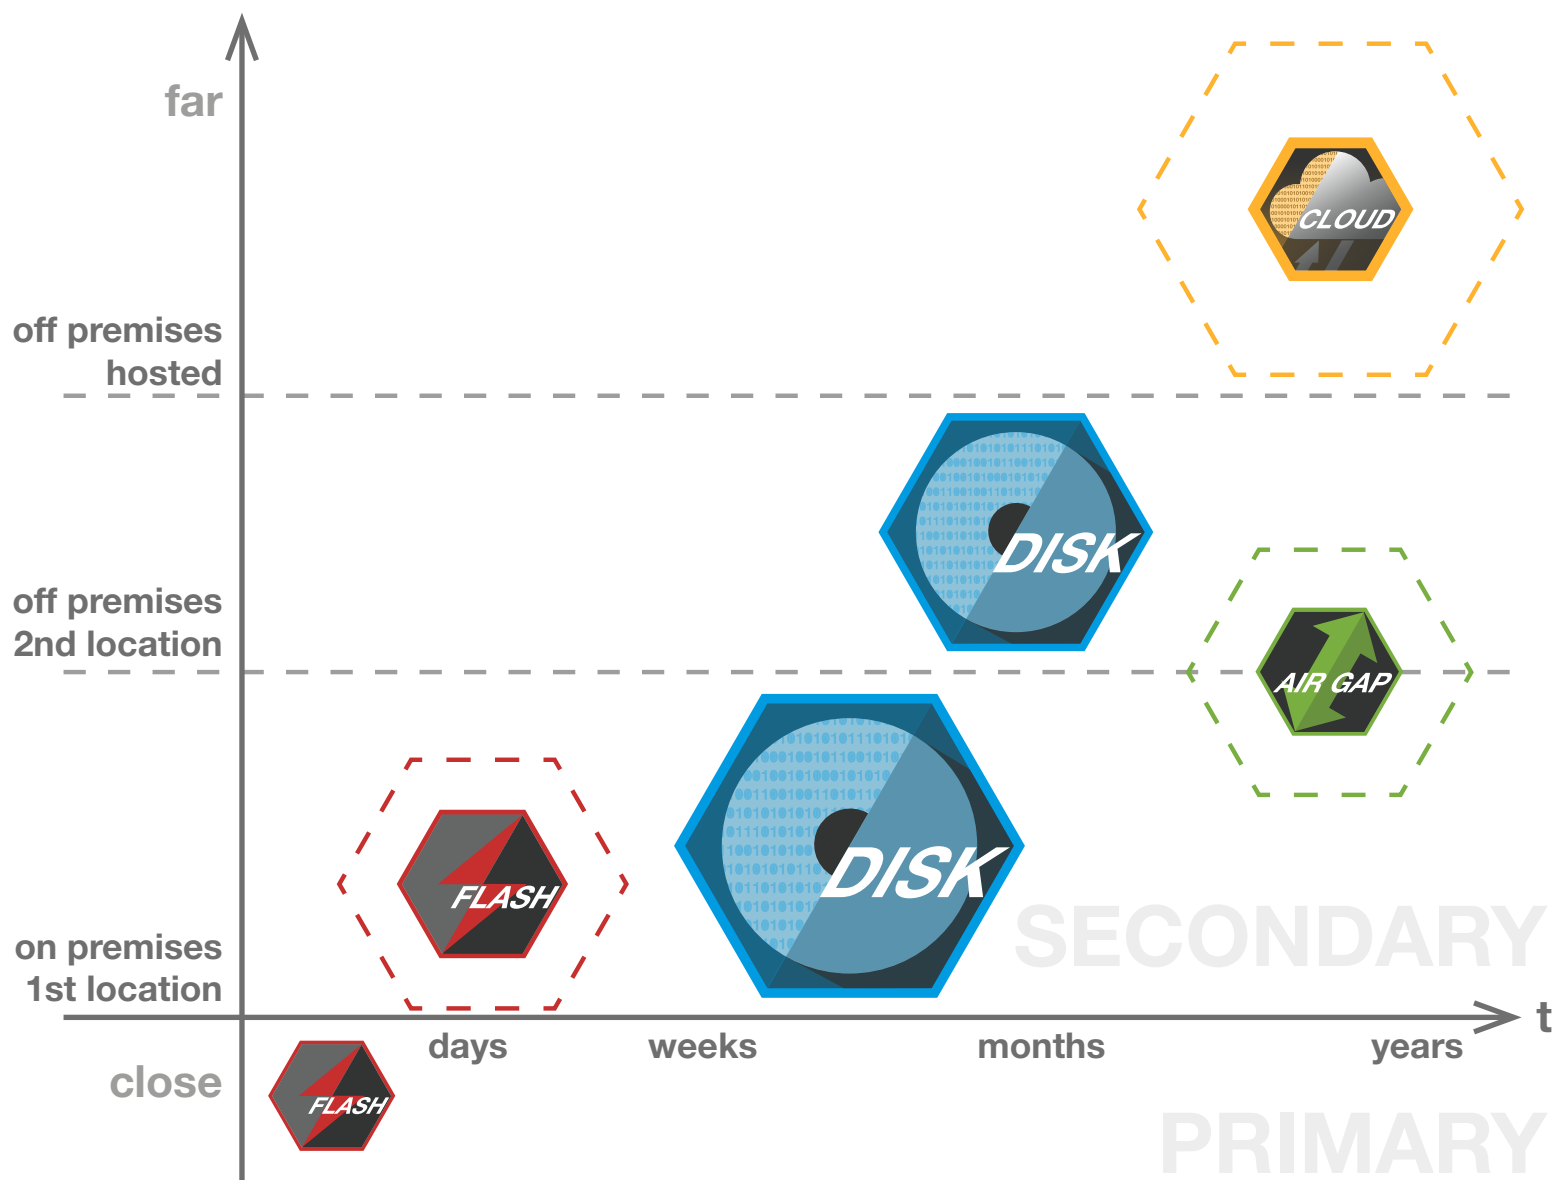 far
CLOUD
off premises
hosted
DISK
off premises
2nd location
AIR GAP
DISK
FLASH
SECONDARY
on premises
1st location
t
days
weeks
months
years
close
FLASH
PRIMARY